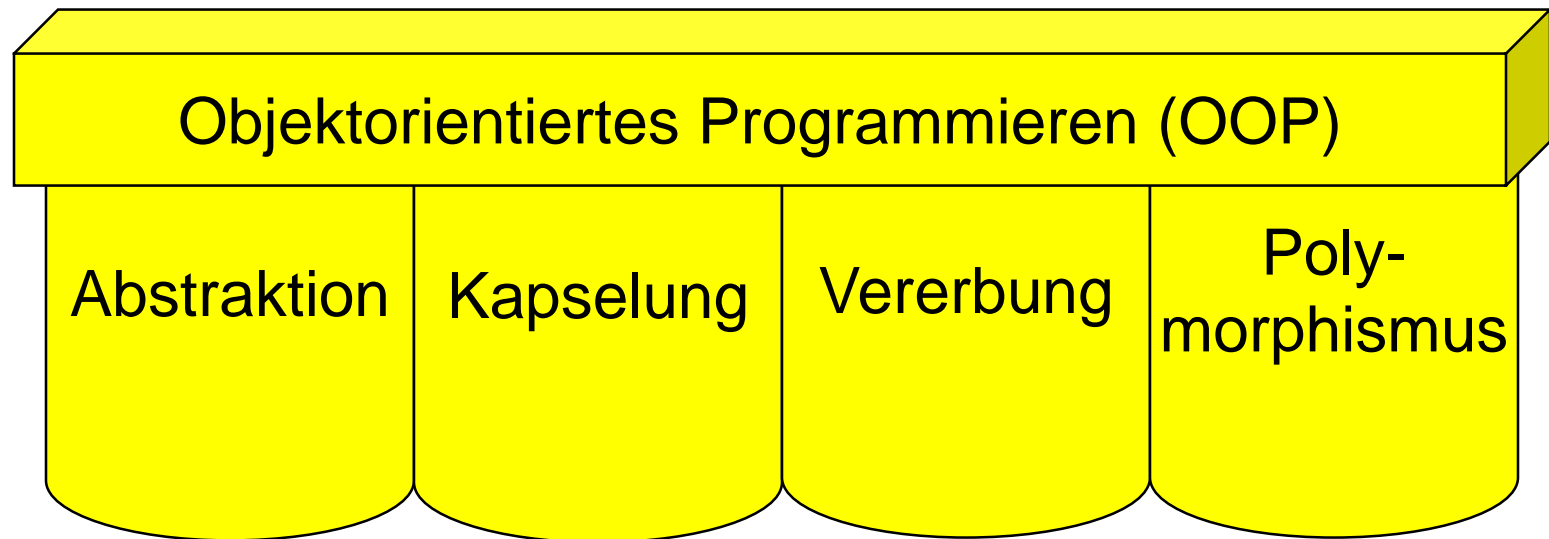 Objektorientiertes Programmieren (OOP)
Abstraktion
Kapselung
Vererbung
Poly-
morphismus